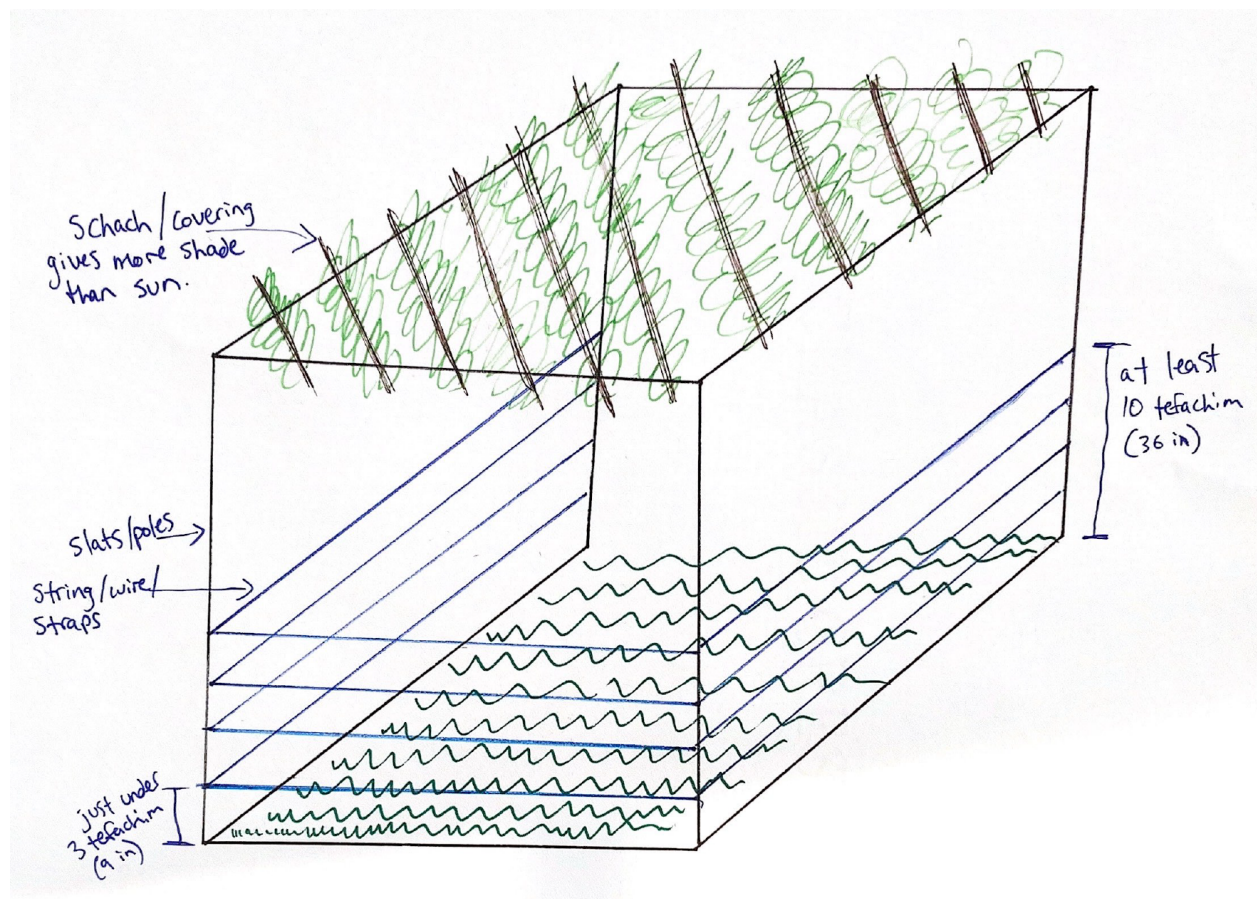 Schach/covering
gives more shade
than sun.
at least
10 tefachim
(36 in)
slats/poles
string/wire/
straps
just under
3 tefachim
(9 in)